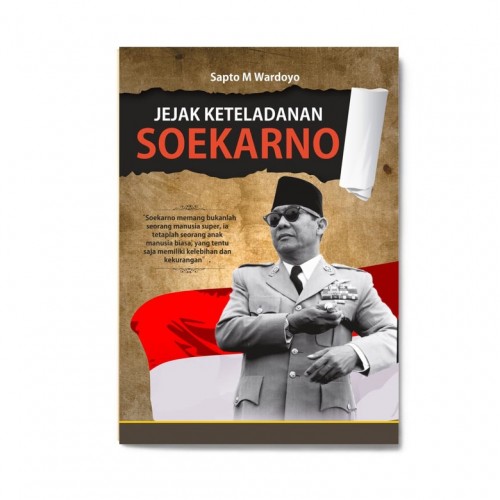 Sapto M Wardoyo
JEJAK KETELADANAN
SOEKARNO
"Soekarno memang bukanlah
seorang manusia super, ia
tetaplah seorang anak
manusia biasa, yang tentu
saja memiliki kelebihan dan
kekurangan"